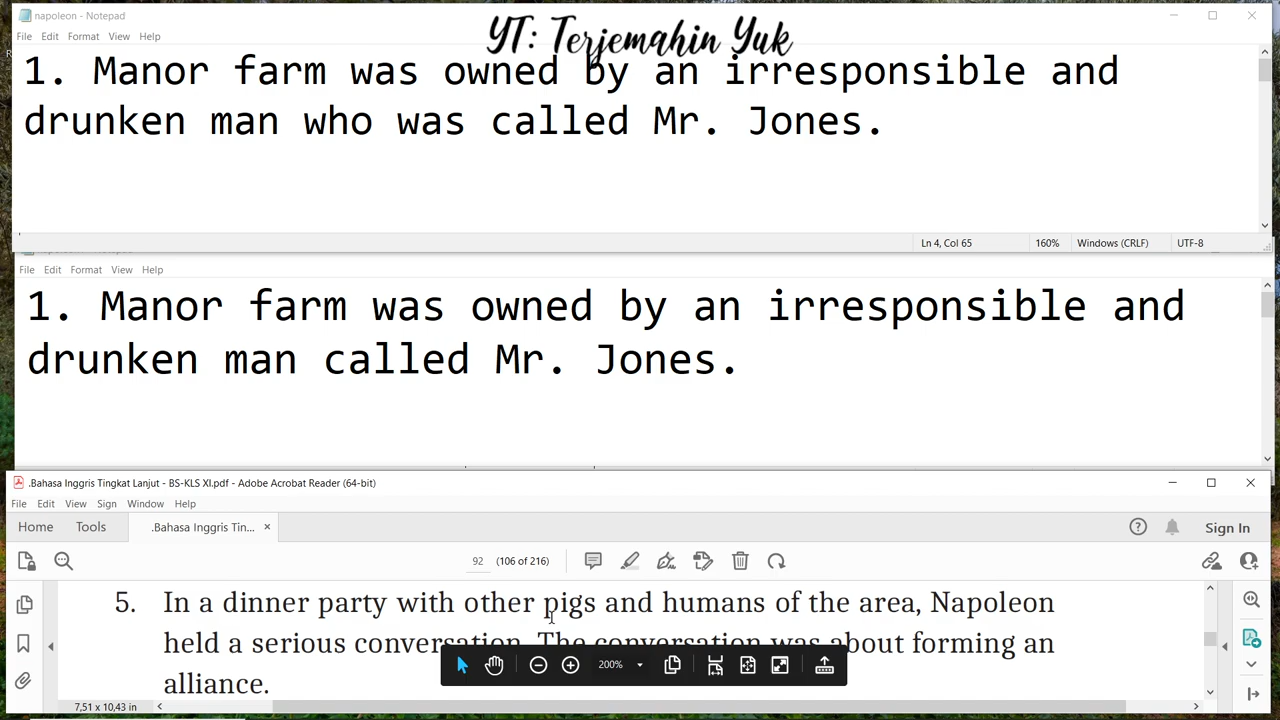 napoleon - Notepad
YT: Terjemahin Yuk
File Edit Format View Help
1. Manor farm was owned by an irresponsible and
drunken man who was called Mr. Jones.
Ln 4, Col 65 160% Windows (CRLF) UTF-8
File Edit Format View Help
1. Manor farm was owned by an irresponsible and
drunken man called Mr. Jones.
.Bahasa Inggris Tingkat Lanjut - BS-KLS XI.pdf - Adobe Acrobat Reader (64-bit)
File Edit View Sign Window Help
Home Tools .Bahasa Inggris Tin... × Sign In
92 (106 of 216)
5. In a dinner party with other pigs and humans of the area, Napoleon
held a serious conversation. The conversation was about forming an
200%
alliance.
7,51 x 10,43 in